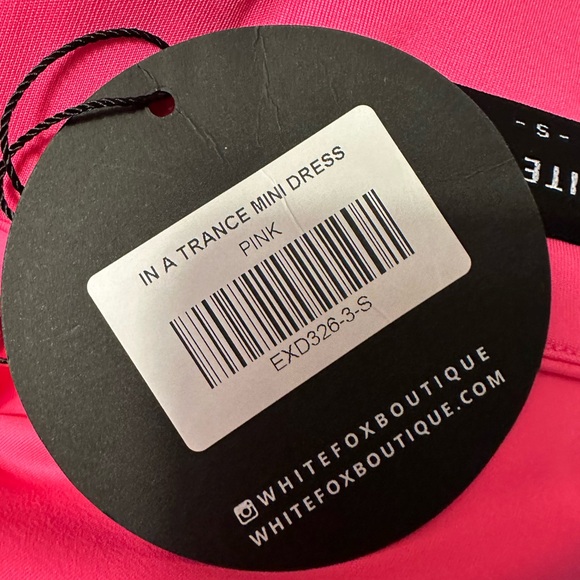 IN A TRANCE MINI DRESS
PINK
EXD326-3-S
WHITEFOXBOUTIQUE
WHITEFOXBOUTIQUE.COM
- S -